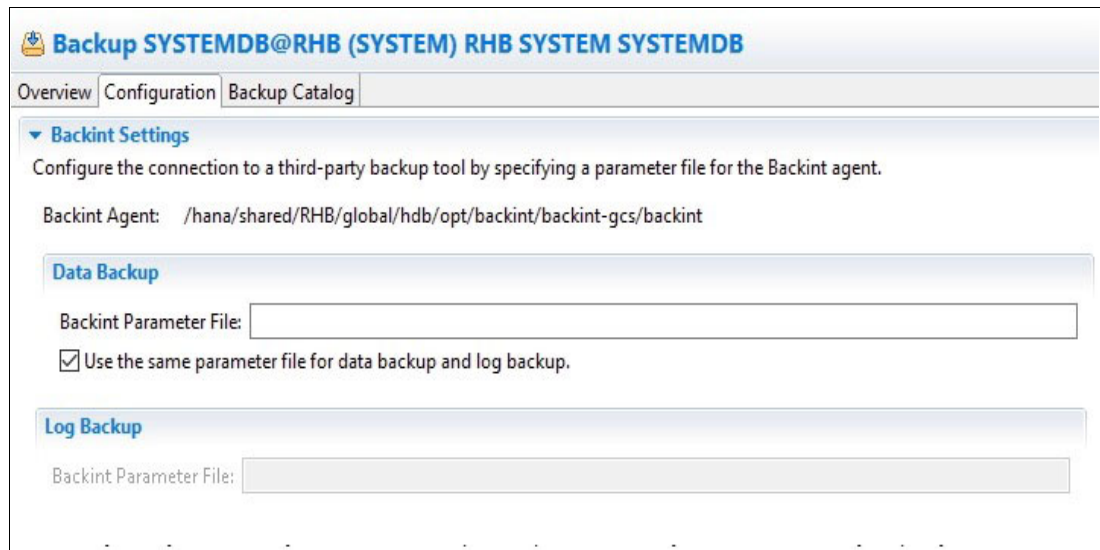 Backup SYSTEMDB@RHB (SYSTEM) RHB SYSTEM SYSTEMDB
Overview Configuration Backup Catalog
Backint Settings
Configure the connection to a third-party backup tool by specifying a parameter file for the Backint agent.
Backint Agent: /hana/shared/RHB/global/hdb/opt/backint/backint-gcs/backint
Data Backup
Backint Parameter File:
Use the same parameter file for data backup and log backup.
Log Backup
Backint Parameter File: